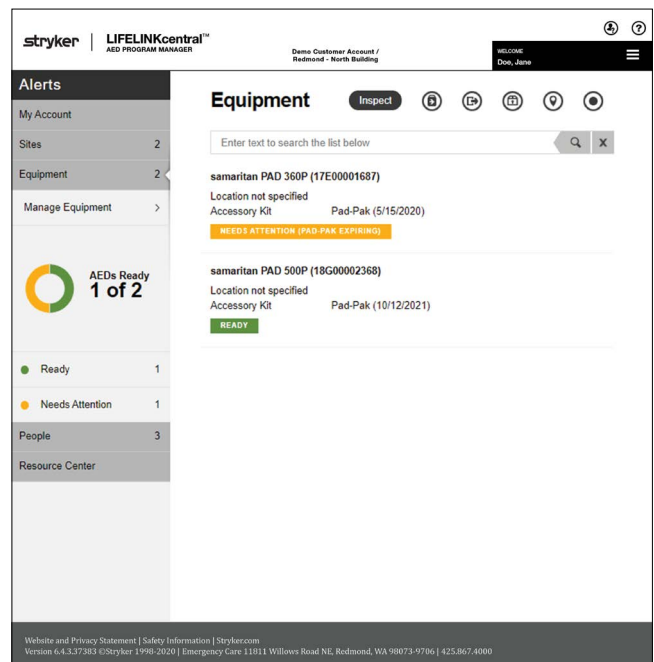 stryker
LIFELINKcentral™
AED PROGRAM MANAGER
Demo Customer Account /
Redmond - North Building
WELCOME
Doe, Jane
Alerts
My Account
Sites 2
Equipment 2
Manage Equipment >
AEDs Ready
1 of 2
Ready 1
Needs Attention 1
People 3
Resource Center
Equipment
Inspect
Enter text to search the list below
X
samaritan PAD 360P (17E00001687)
Location not specified
Accessory Kit Pad-Pak (5/15/2020)
NEEDS ATTENTION (PAD-PAK EXPIRING)
samaritan PAD 500P (18G00002368)
Location not specified
Accessory Kit Pad-Pak (10/12/2021)
READY
Website and Privacy Statement | Safety Information | Stryker.com
Version 6.4.3.37383 ©Stryker 1998-2020 | Emergency Care 11811 Willows Road NE, Redmond, WA 98073-9706 | 425.867.4000